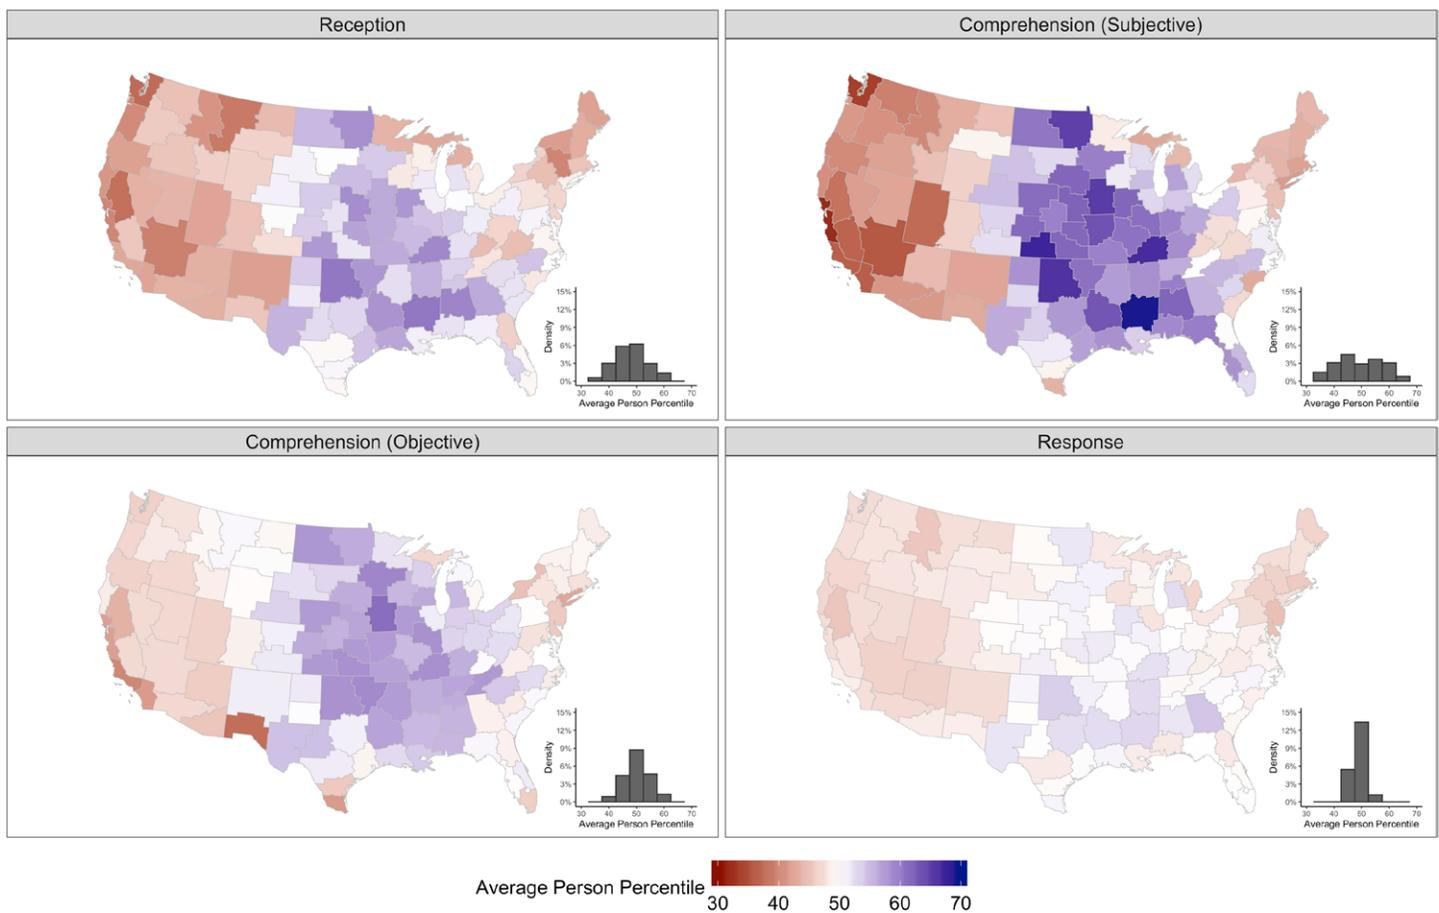 Reception
Comprehension (Subjective)
15%
12%
9%
6%
3%
0%
Density
30 40 50 60 70
Average Person Percentile
15%
12%
9%
6%
3%
0%
Density
30 40 50 60 70
Average Person Percentile
Comprehension (Objective)
Response
15%
12%
9%
6%
3%
0%
Density
30 40 50 60 70
Average Person Percentile
15%
12%
9%
6%
3%
0%
Density
30 40 50 60 70
Average Person Percentile
Average Person Percentile
30 40 50 60 70